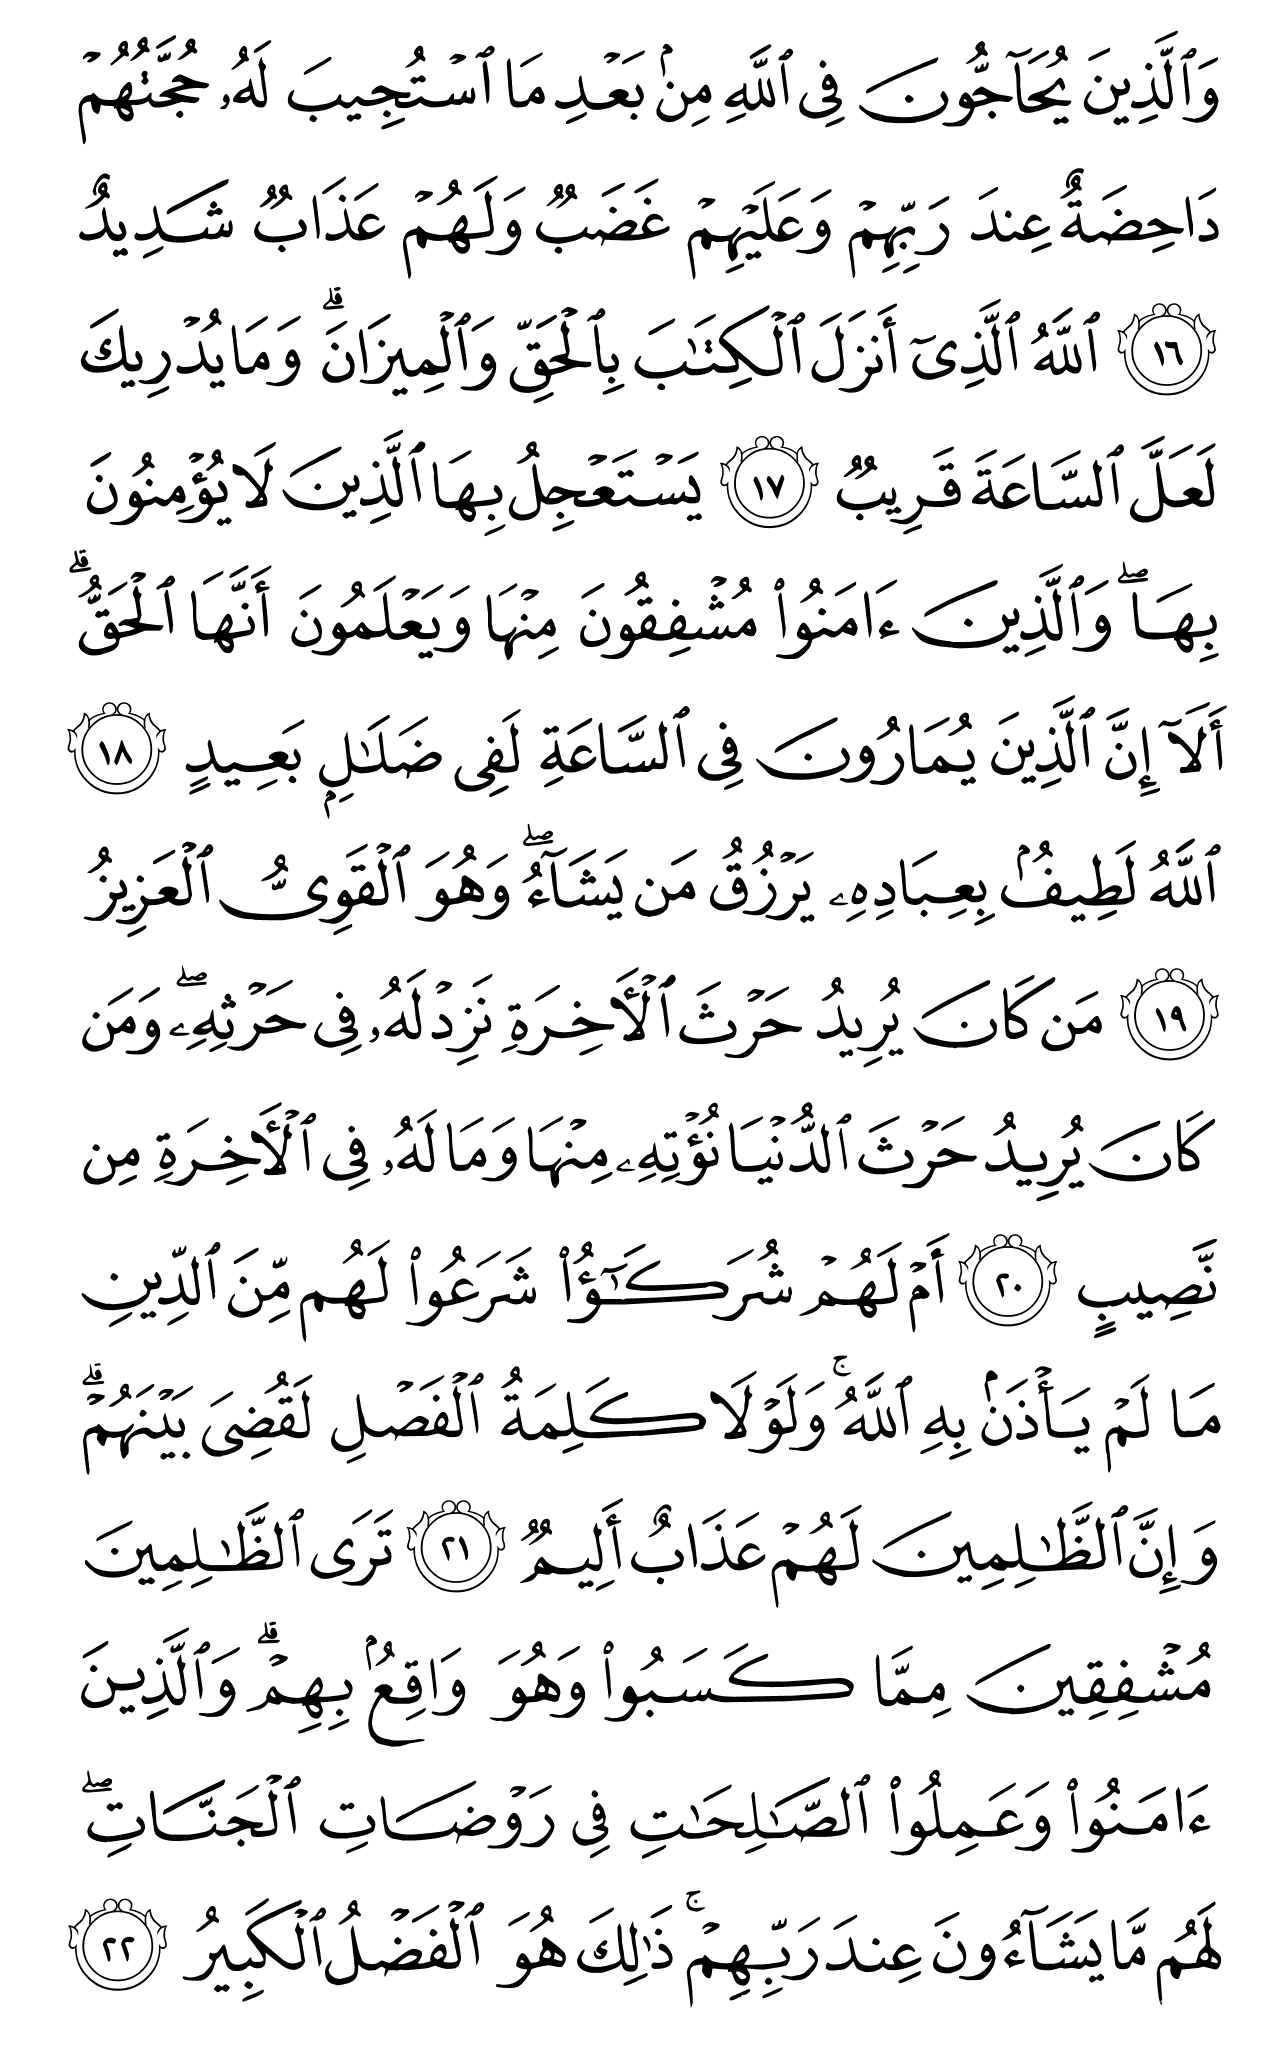 وَٱلَّذِينَ يُحَآجُّونَ فِى ٱللَّهِ مِنۢ بَعْدِ مَا ٱسْتُجِيبَ لَهُۥ حُجَّتُهُمْ
دَاحِضَةٌ عِندَ رَبِّهِمْ وَعَلَيْهِمْ غَضَبٌ وَلَهُمْ عَذَابٌ شَدِيدٌ
١٦ ٱللَّهُ ٱلَّذِىٓ أَنزَلَ ٱلْكِتَـٰبَ بِٱلْحَقِّ وَٱلْمِيزَانَ ۗ وَمَا يُدْرِيكَ
لَعَلَّ ٱلسَّاعَةَ قَرِيبٌ ١٧ يَسْتَعْجِلُ بِهَا ٱلَّذِينَ لَا يُؤْمِنُونَ
بِهَا ۖ وَٱلَّذِينَ ءَامَنُوا۟ مُشْفِقُونَ مِنْهَا وَيَعْلَمُونَ أَنَّهَا ٱلْحَقُّ ۗ
أَلَآ إِنَّ ٱلَّذِينَ يُمَارُونَ فِى ٱلسَّاعَةِ لَفِى ضَلَـٰلٍۭ بَعِيدٍ ١٨
ٱللَّهُ لَطِيفٌۢ بِعِبَادِهِۦ يَرْزُقُ مَن يَشَآءُ ۖ وَهُوَ ٱلْقَوِىُّ ٱلْعَزِيزُ
١٩ مَن كَانَ يُرِيدُ حَرْثَ ٱلْـَٔاخِرَةِ نَزِدْ لَهُۥ فِى حَرْثِهِۦ ۖ وَمَن
كَانَ يُرِيدُ حَرْثَ ٱلدُّنْيَا نُؤْتِهِۦ مِنْهَا وَمَا لَهُۥ فِى ٱلْـَٔاخِرَةِ مِن
نَّصِيبٍ ٢٠ أَمْ لَهُمْ شُرَكَـٰٓؤُا۟ شَرَعُوا۟ لَهُم مِّنَ ٱلدِّينِ
مَا لَمْ يَأْذَنۢ بِهِ ٱللَّهُ ۚ وَلَوْلَا كَلِمَةُ ٱلْفَصْلِ لَقُضِىَ بَيْنَهُمْ ۗ
وَإِنَّ ٱلظَّـٰلِمِينَ لَهُمْ عَذَابٌ أَلِيمٌ ٢١ تَرَى ٱلظَّـٰلِمِينَ
مُشْفِقِينَ مِمَّا كَسَبُوا۟ وَهُوَ وَاقِعٌۢ بِهِمْ ۗ وَٱلَّذِينَ
ءَامَنُوا۟ وَعَمِلُوا۟ ٱلصَّـٰلِحَـٰتِ فِى رَوْضَاتِ ٱلْجَنَّاتِ ۖ
لَهُم مَّا يَشَآءُونَ عِندَ رَبِّهِمْ ۚ ذَٰلِكَ هُوَ ٱلْفَضْلُ ٱلْكَبِيرُ ٢٢